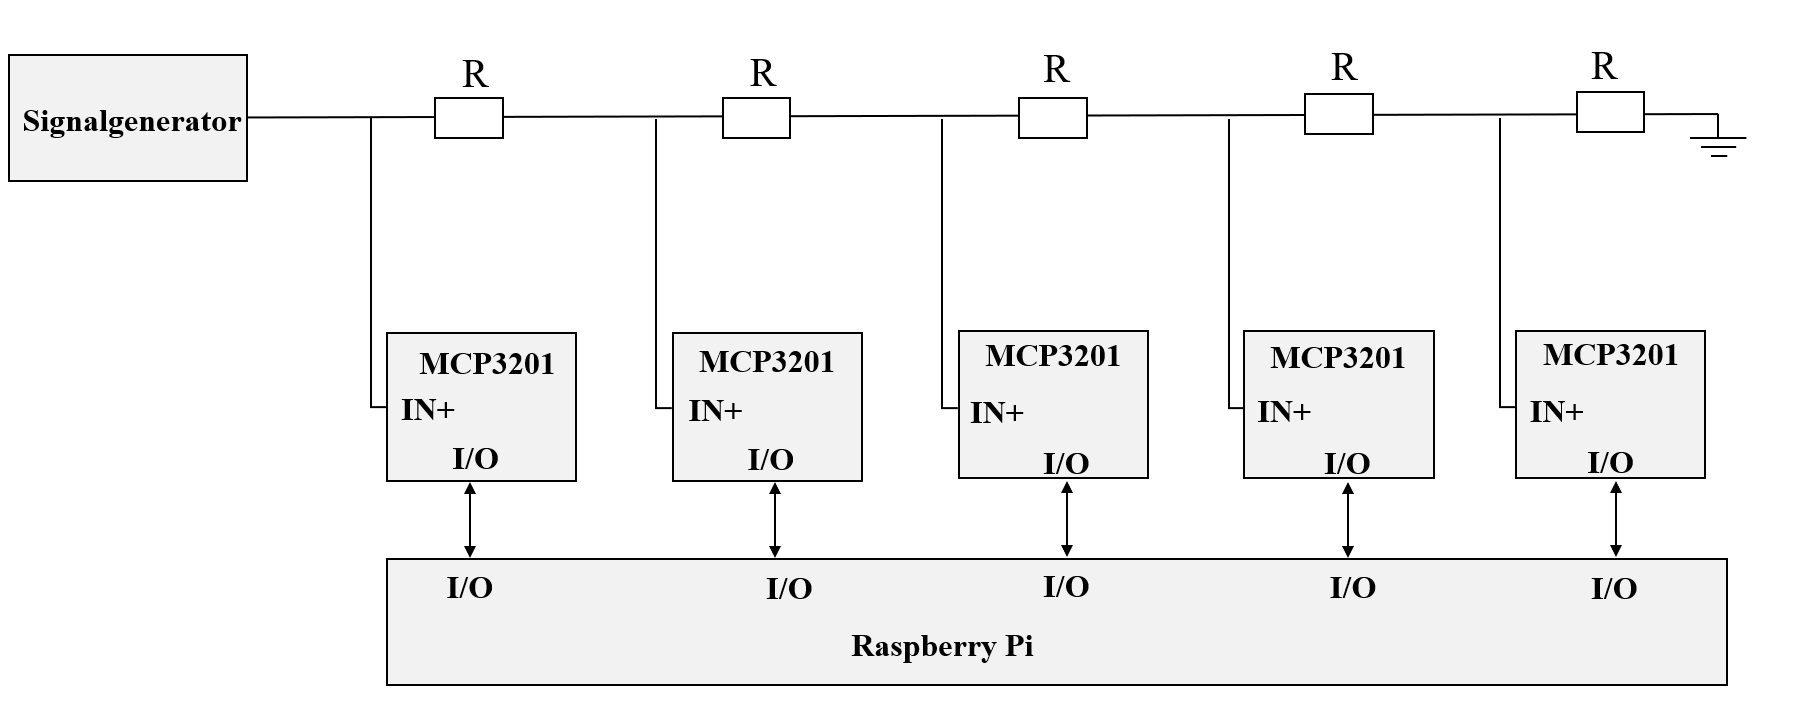 R
R
R
R
R
Signalgenerator
MCP3201
IN+
I/O
MCP3201
IN+
I/O
MCP3201
IN+
I/O
MCP3201
IN+
I/O
MCP3201
IN+
I/O
I/O
I/O
I/O
I/O
I/O
Raspberry Pi